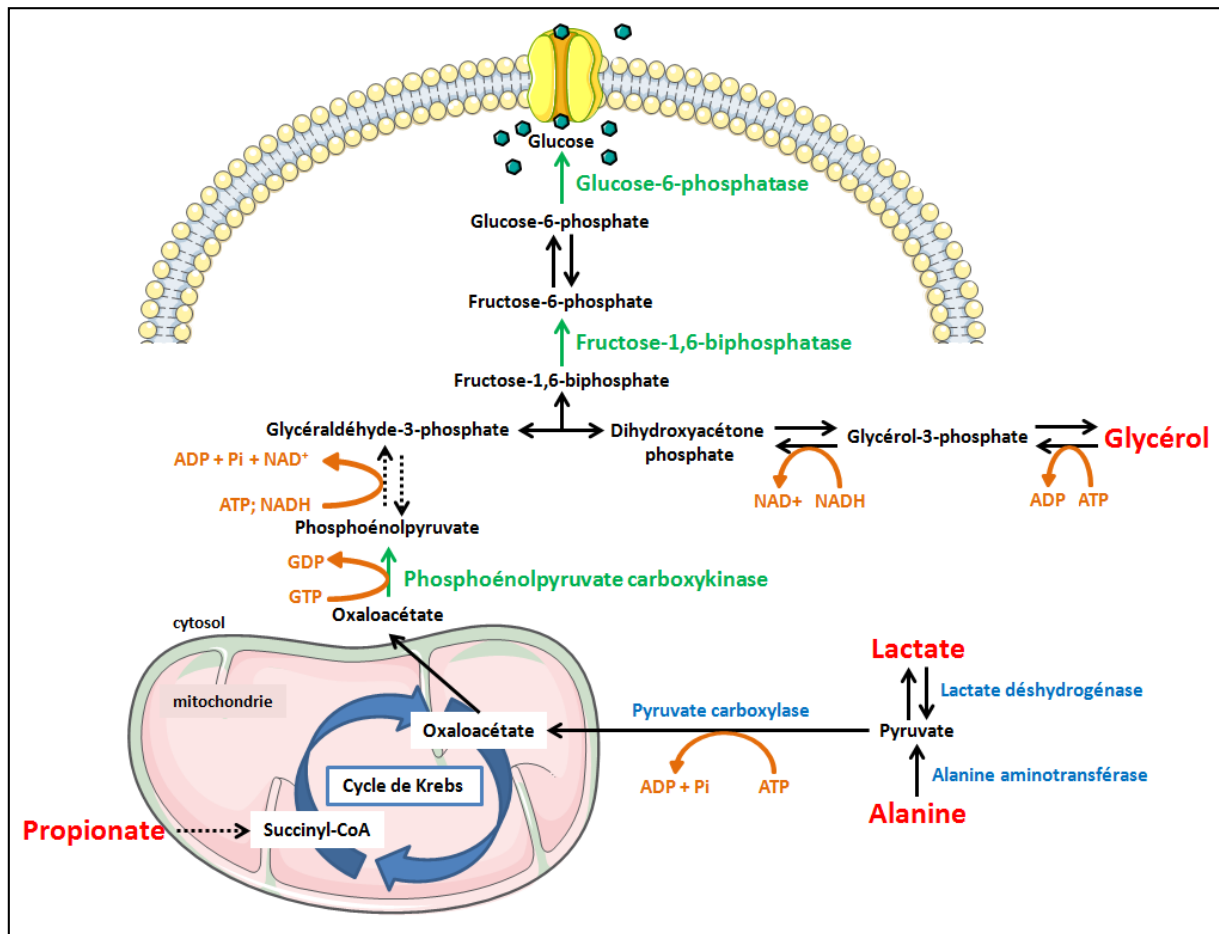 Glucose
Glucose-6-phosphatase
Glucose-6-phosphate
Fructose-6-phosphate
Fructose-1,6-biphosphatase
Fructose-1,6-biphosphate
Glycéraldéhyde-3-phosphate
Dihydroxyacétone
phosphate
Glycérol-3-phosphate
Glycérol
ADP + Pi + NAD⁺
ATP; NADH
NAD+ NADH
ADP ATP
Phosphoénolpyruvate
GDP
Phosphoénolpyruvate carboxykinase
GTP
Oxaloacétate
cytosol
mitochondrie
Lactate
Lactate déshydrogénase
Pyruvate carboxylase
Oxaloacétate
Pyruvate
Cycle de Krebs
ADP + Pi ATP
Alanine aminotransférase
Alanine
Propionate
Succinyl-CoA